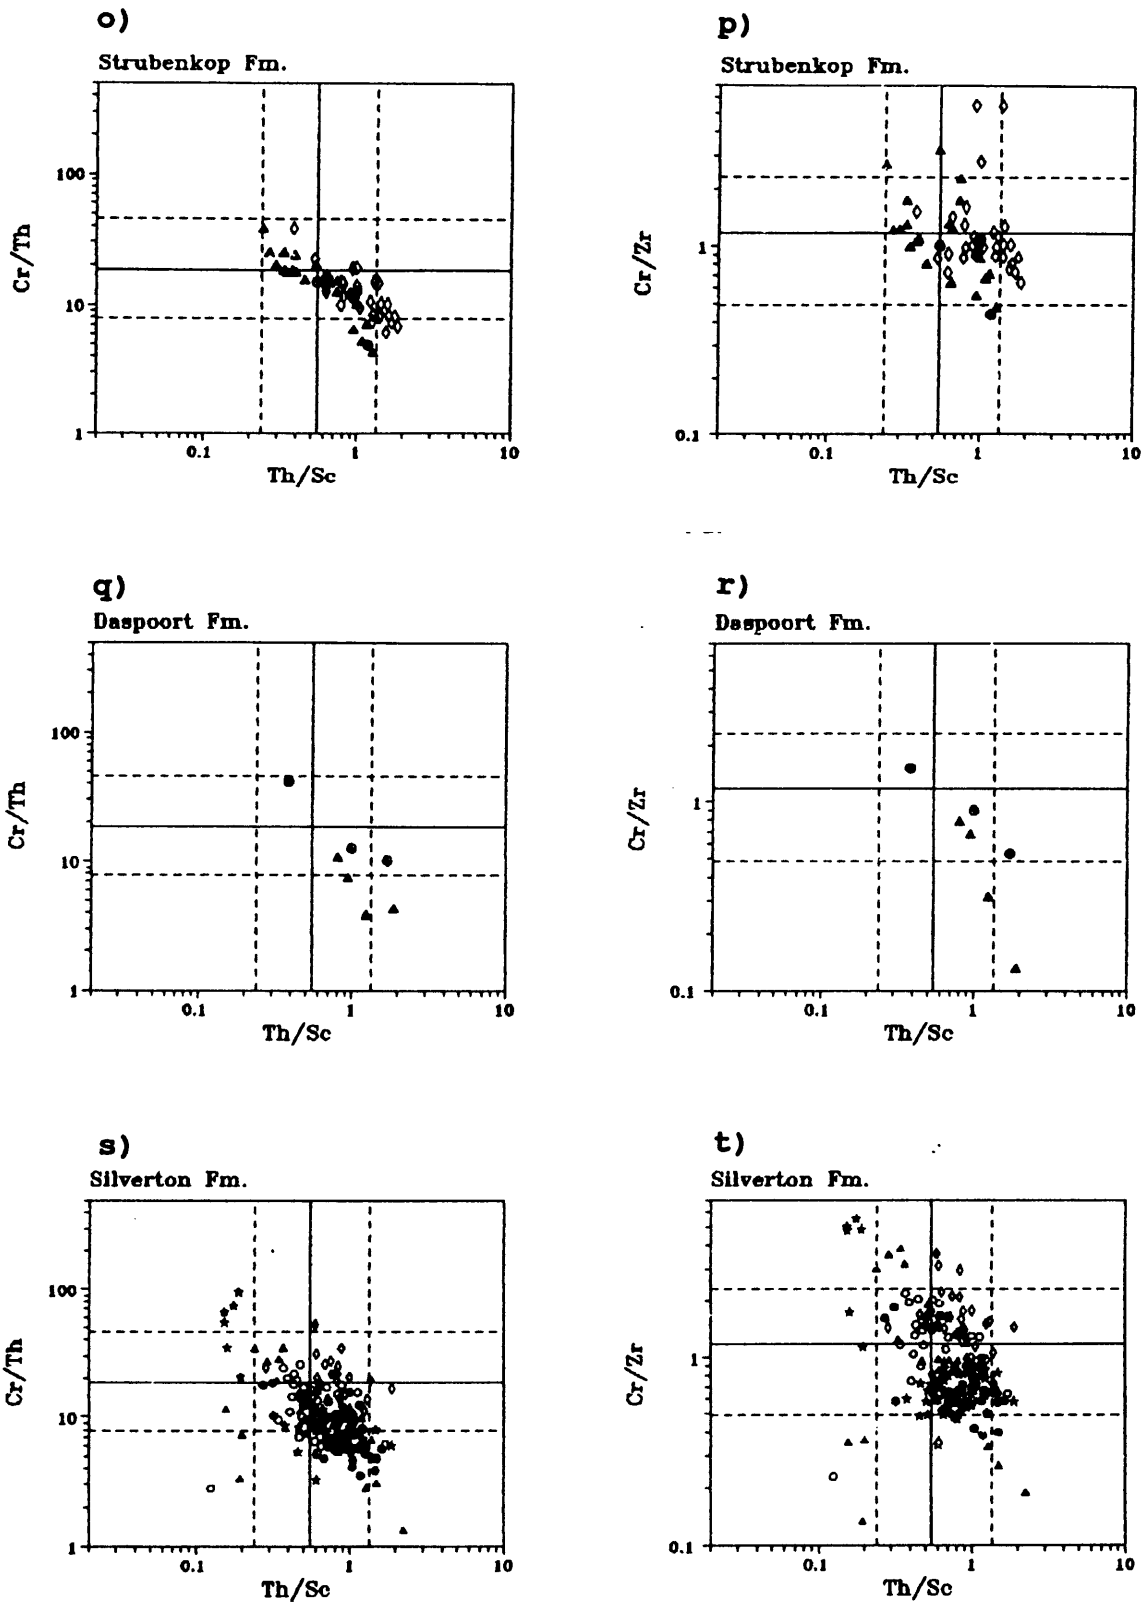 o)
Strubenkop Fm.
Cr/Th
100
10
1
0.1
1
10
Th/Sc
p)
Strubenkop Fm.
Cr/Zr
1
0.1
0.1
1
10
Th/Sc
q)
Daspoort Fm.
Cr/Th
100
10
1
0.1
1
10
Th/Sc
r)
Daspoort Fm.
Cr/Zr
1
0.1
0.1
1
10
Th/Sc
s)
Silverton Fm.
Cr/Th
100
10
1
0.1
1
10
Th/Sc
t)
Silverton Fm.
Cr/Zr
1
0.1
0.1
1
10
Th/Sc